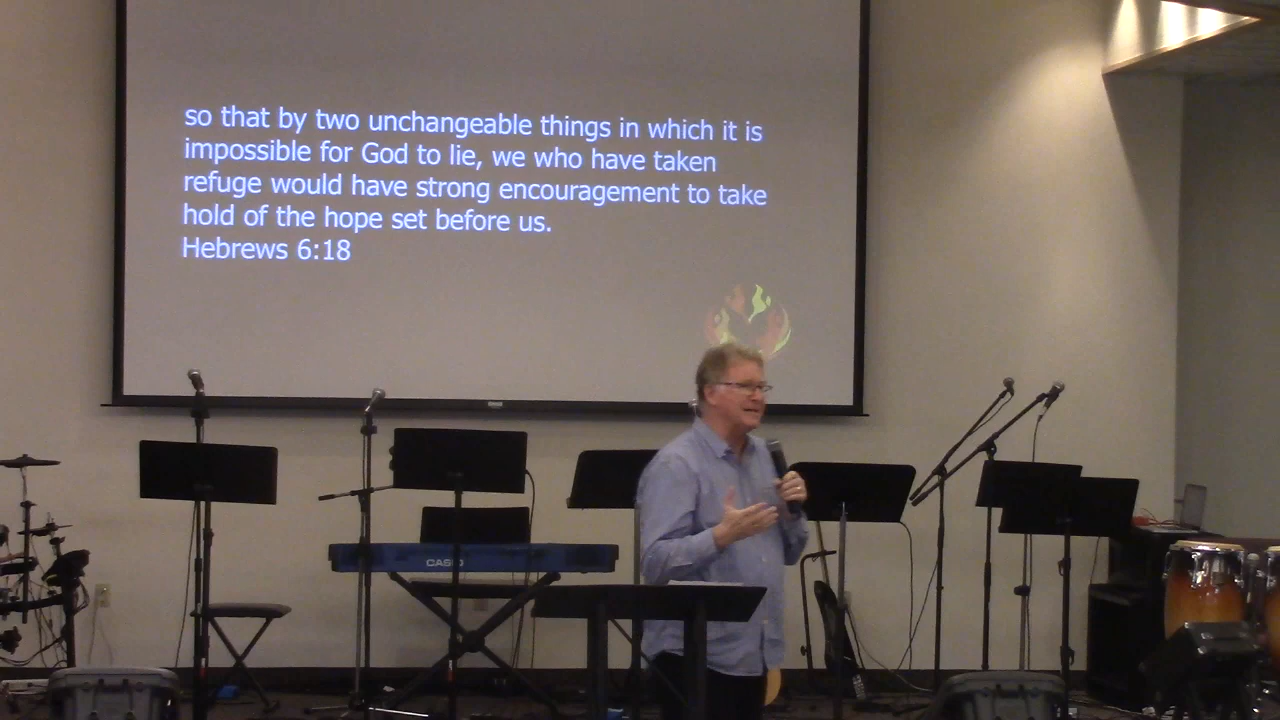 so that by two unchangeable things in which it is
impossible for God to lie, we who have taken
refuge would have strong encouragement to take
hold of the hope set before us.
Hebrews 6:18
CASIO